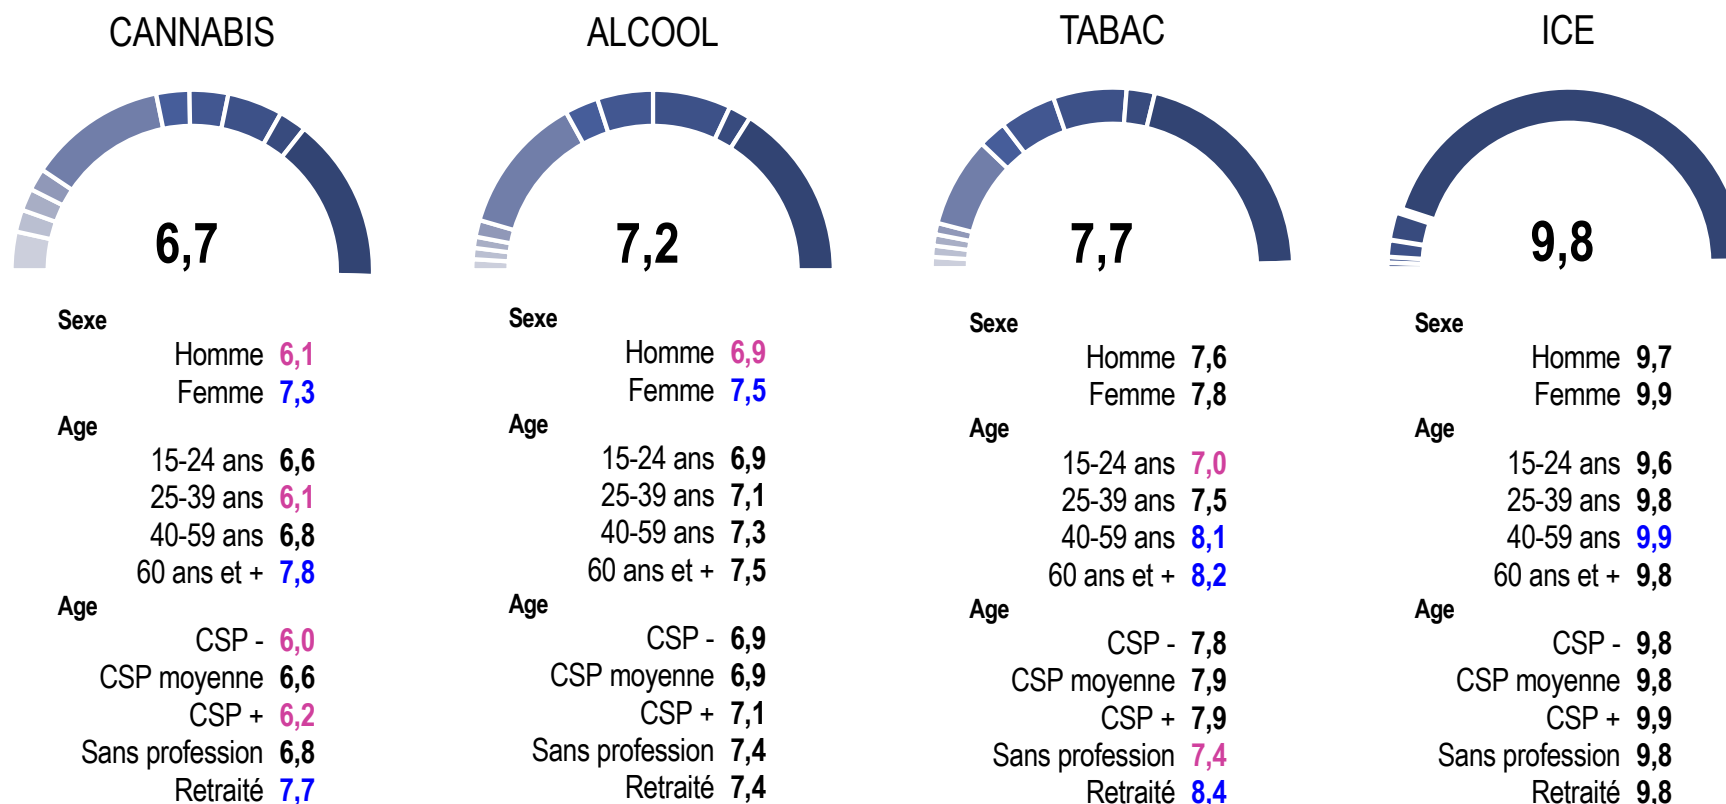 CANNABIS
6,7
Sexe
Homme 6,1
Femme 7,3
Age
15-24 ans 6,6
25-39 ans 6,1
40-59 ans 6,8
60 ans et + 7,8
Age
CSP - 6,0
CSP moyenne 6,6
CSP + 6,2
Sans profession 6,8
Retraité 7,7
ALCOOL
7,2
Sexe
Homme 6,9
Femme 7,5
Age
15-24 ans 6,9
25-39 ans 7,1
40-59 ans 7,3
60 ans et + 7,5
Age
CSP - 6,9
CSP moyenne 6,9
CSP + 7,1
Sans profession 7,4
Retraité 7,4
TABAC
7,7
Sexe
Homme 7,6
Femme 7,8
Age
15-24 ans 7,0
25-39 ans 7,5
40-59 ans 8,1
60 ans et + 8,2
Age
CSP - 7,8
CSP moyenne 7,9
CSP + 7,9
Sans profession 7,4
Retraité 8,4
ICE
9,8
Sexe
Homme 9,7
Femme 9,9
Age
15-24 ans 9,6
25-39 ans 9,8
40-59 ans 9,9
60 ans et + 9,8
Age
CSP - 9,8
CSP moyenne 9,8
CSP + 9,9
Sans profession 9,8
Retraité 9,8